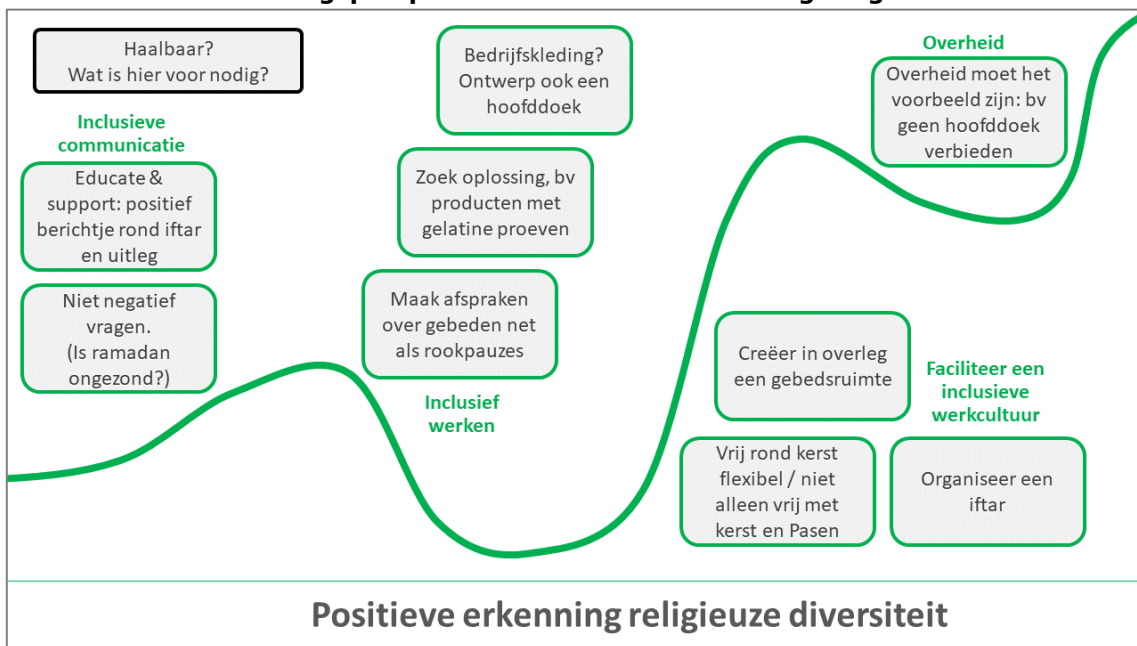 Haalbaar?
Wat is hier voor nodig?
Inclusieve
communicatie
Educate &
support: positief
berichtje rond iftar
en uitleg
Niet negatief
vragen.
(Is ramadan
ongezond?)
Bedrijfskleding?
Ontwerp ook een
hoofddoek
Zoek oplossing, bv
producten met
gelatine proeven
Maak afspraken
over gebeden net
als rookpauzes
Inclusief
werken
Overheid
Overheid moet het
voorbeeld zijn: bv
geen hoofddoek
verbieden
Creëer in overleg
een gebedsruimte
Faciliteer een
inclusieve
werkcultuur
Vrij rond kerst
flexibel / niet
alleen vrij met
kerst en Pasen
Organiseer een
iftar
Positieve erkenning religieuze diversiteit